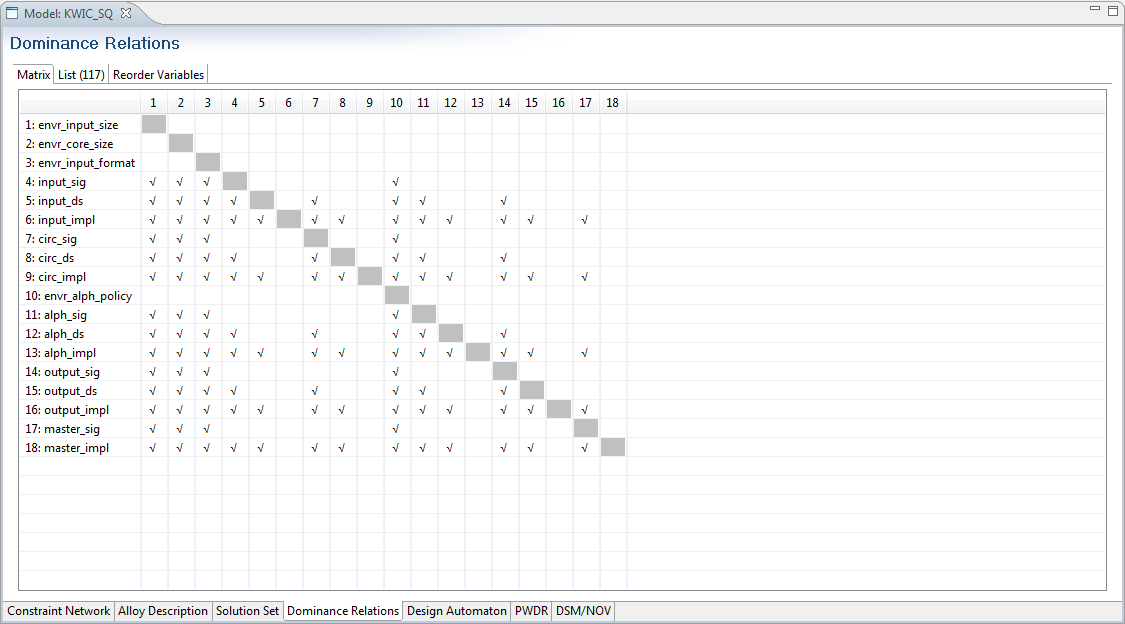 Model: KWIC_SQ
Dominance Relations
Matrix List (117) Reorder Variables
1 2 3 4 5 6 7 8 9 10 11 12 13 14 15 16 17 18
1: envr_input_size
2: envr_core_size
3: envr_input_format
4: input_sig √ √ √ √
5: input_ds √ √ √ √ √ √ √ √
6: input_impl √ √ √ √ √ √ √ √ √ √ √ √ √
7: circ_sig √ √ √ √
8: circ_ds √ √ √ √ √ √ √ √
9: circ_impl √ √ √ √ √ √ √ √ √ √ √ √ √
10: envr_alph_policy
11: alph_sig √ √ √ √
12: alph_ds √ √ √ √ √ √ √ √
13: alph_impl √ √ √ √ √ √ √ √ √ √ √ √ √
14: output_sig √ √ √ √
15: output_ds √ √ √ √ √ √ √ √
16: output_impl √ √ √ √ √ √ √ √ √ √ √ √ √
17: master_sig √ √ √ √
18: master_impl √ √ √ √ √ √ √ √ √ √ √ √ √
Constraint Network Alloy Description Solution Set Dominance Relations Design Automaton PWDR DSM/NOV